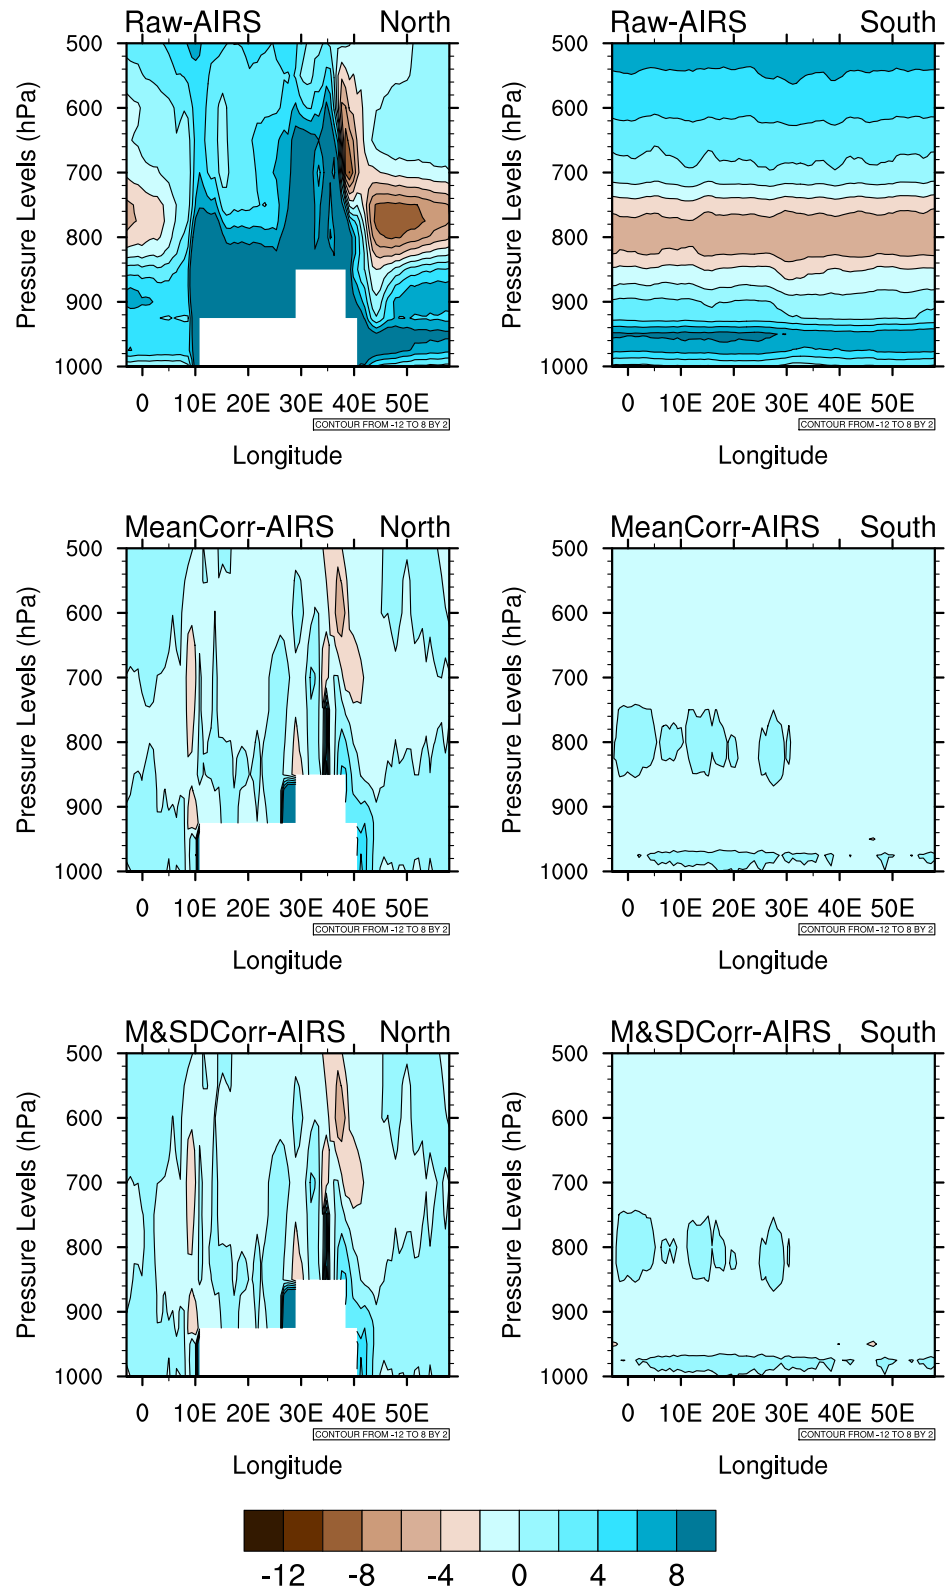 Raw-AIRS North
500
600
700
800
900
1000
Pressure Levels (hPa)
0 10E 20E 30E 40E 50E
CONTOUR FROM -12 TO 8 BY 2
Longitude
Raw-AIRS South
500
600
700
800
900
1000
Pressure Levels (hPa)
0 10E 20E 30E 40E 50E
CONTOUR FROM -12 TO 8 BY 2
Longitude
MeanCorr-AIRS North
500
600
700
800
900
1000
Pressure Levels (hPa)
0 10E 20E 30E 40E 50E
CONTOUR FROM -12 TO 8 BY 2
Longitude
MeanCorr-AIRS South
500
600
700
800
900
1000
Pressure Levels (hPa)
0 10E 20E 30E 40E 50E
CONTOUR FROM -12 TO 8 BY 2
Longitude
M&SDCorr-AIRS North
500
600
700
800
900
1000
Pressure Levels (hPa)
0 10E 20E 30E 40E 50E
CONTOUR FROM -12 TO 8 BY 2
Longitude
M&SDCorr-AIRS South
500
600
700
800
900
1000
Pressure Levels (hPa)
0 10E 20E 30E 40E 50E
CONTOUR FROM -12 TO 8 BY 2
Longitude
-12 -8 -4 0 4 8